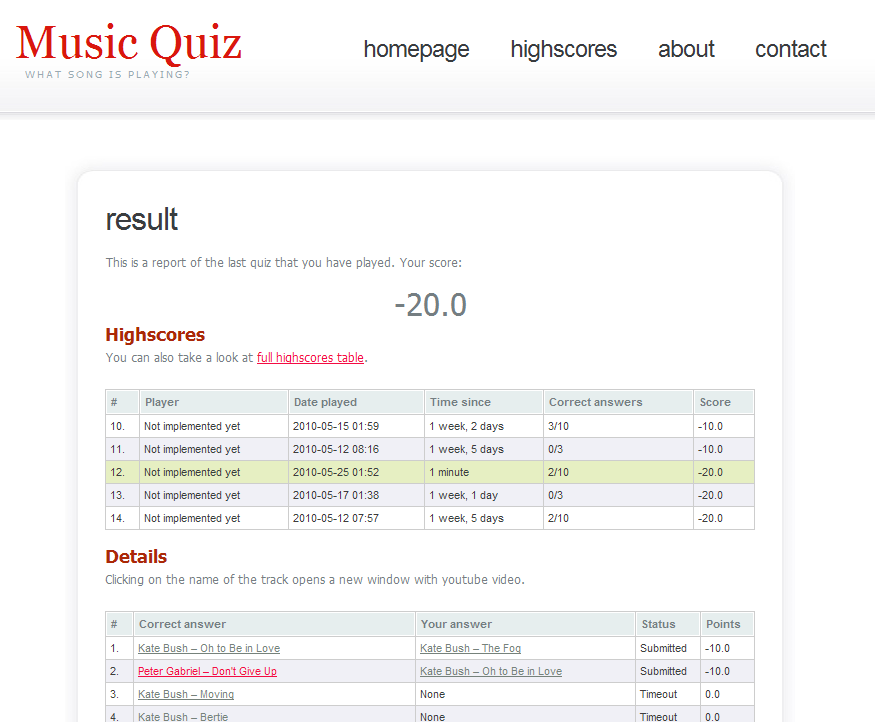 Music Quiz
WHAT SONG IS PLAYING?
homepage highscores about contact
result
This is a report of the last quiz that you have played. Your score:
-20.0
Highscores
You can also take a look at full highscores table.
# Player Date played Time since Correct answers Score
10. Not implemented yet 2010-05-15 01:59 1 week, 2 days 3/10 -10.0
11. Not implemented yet 2010-05-12 08:16 1 week, 5 days 0/3 -10.0
12. Not implemented yet 2010-05-25 01:52 1 minute 2/10 -20.0
13. Not implemented yet 2010-05-17 01:38 1 week, 1 day 0/3 -20.0
14. Not implemented yet 2010-05-12 07:57 1 week, 5 days 2/10 -20.0
Details
Clicking on the name of the track opens a new window with youtube video.
# Correct answer Your answer Status Points
1. Kate Bush – Oh to Be in Love Kate Bush – The Fog Submitted -10.0
2. Peter Gabriel – Don't Give Up Kate Bush – Oh to Be in Love Submitted -10.0
3. Kate Bush – Moving None Timeout 0.0
4. Kate Bush – Bertie None Timeout 0.0